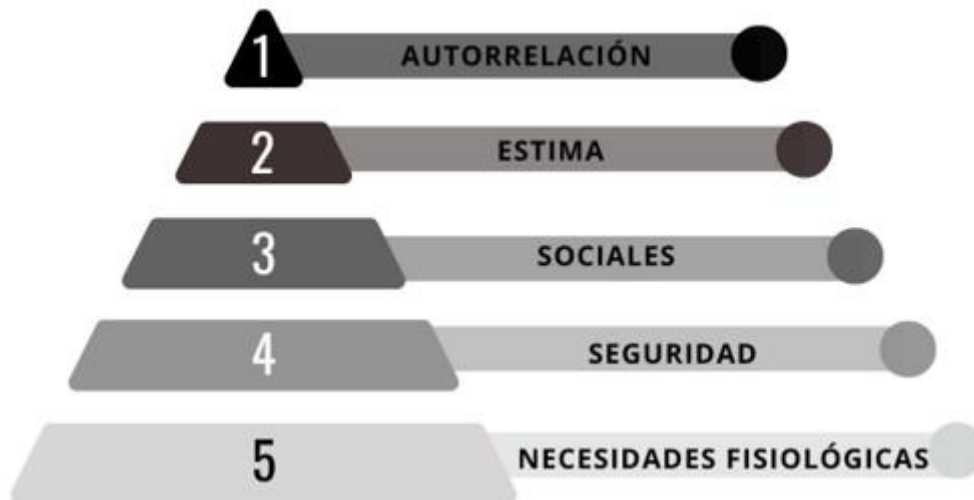 1 AUTORRELACIÓN
2 ESTIMA
3 SOCIALES
4 SEGURIDAD
5 NECESIDADES FISIOLÓGICAS